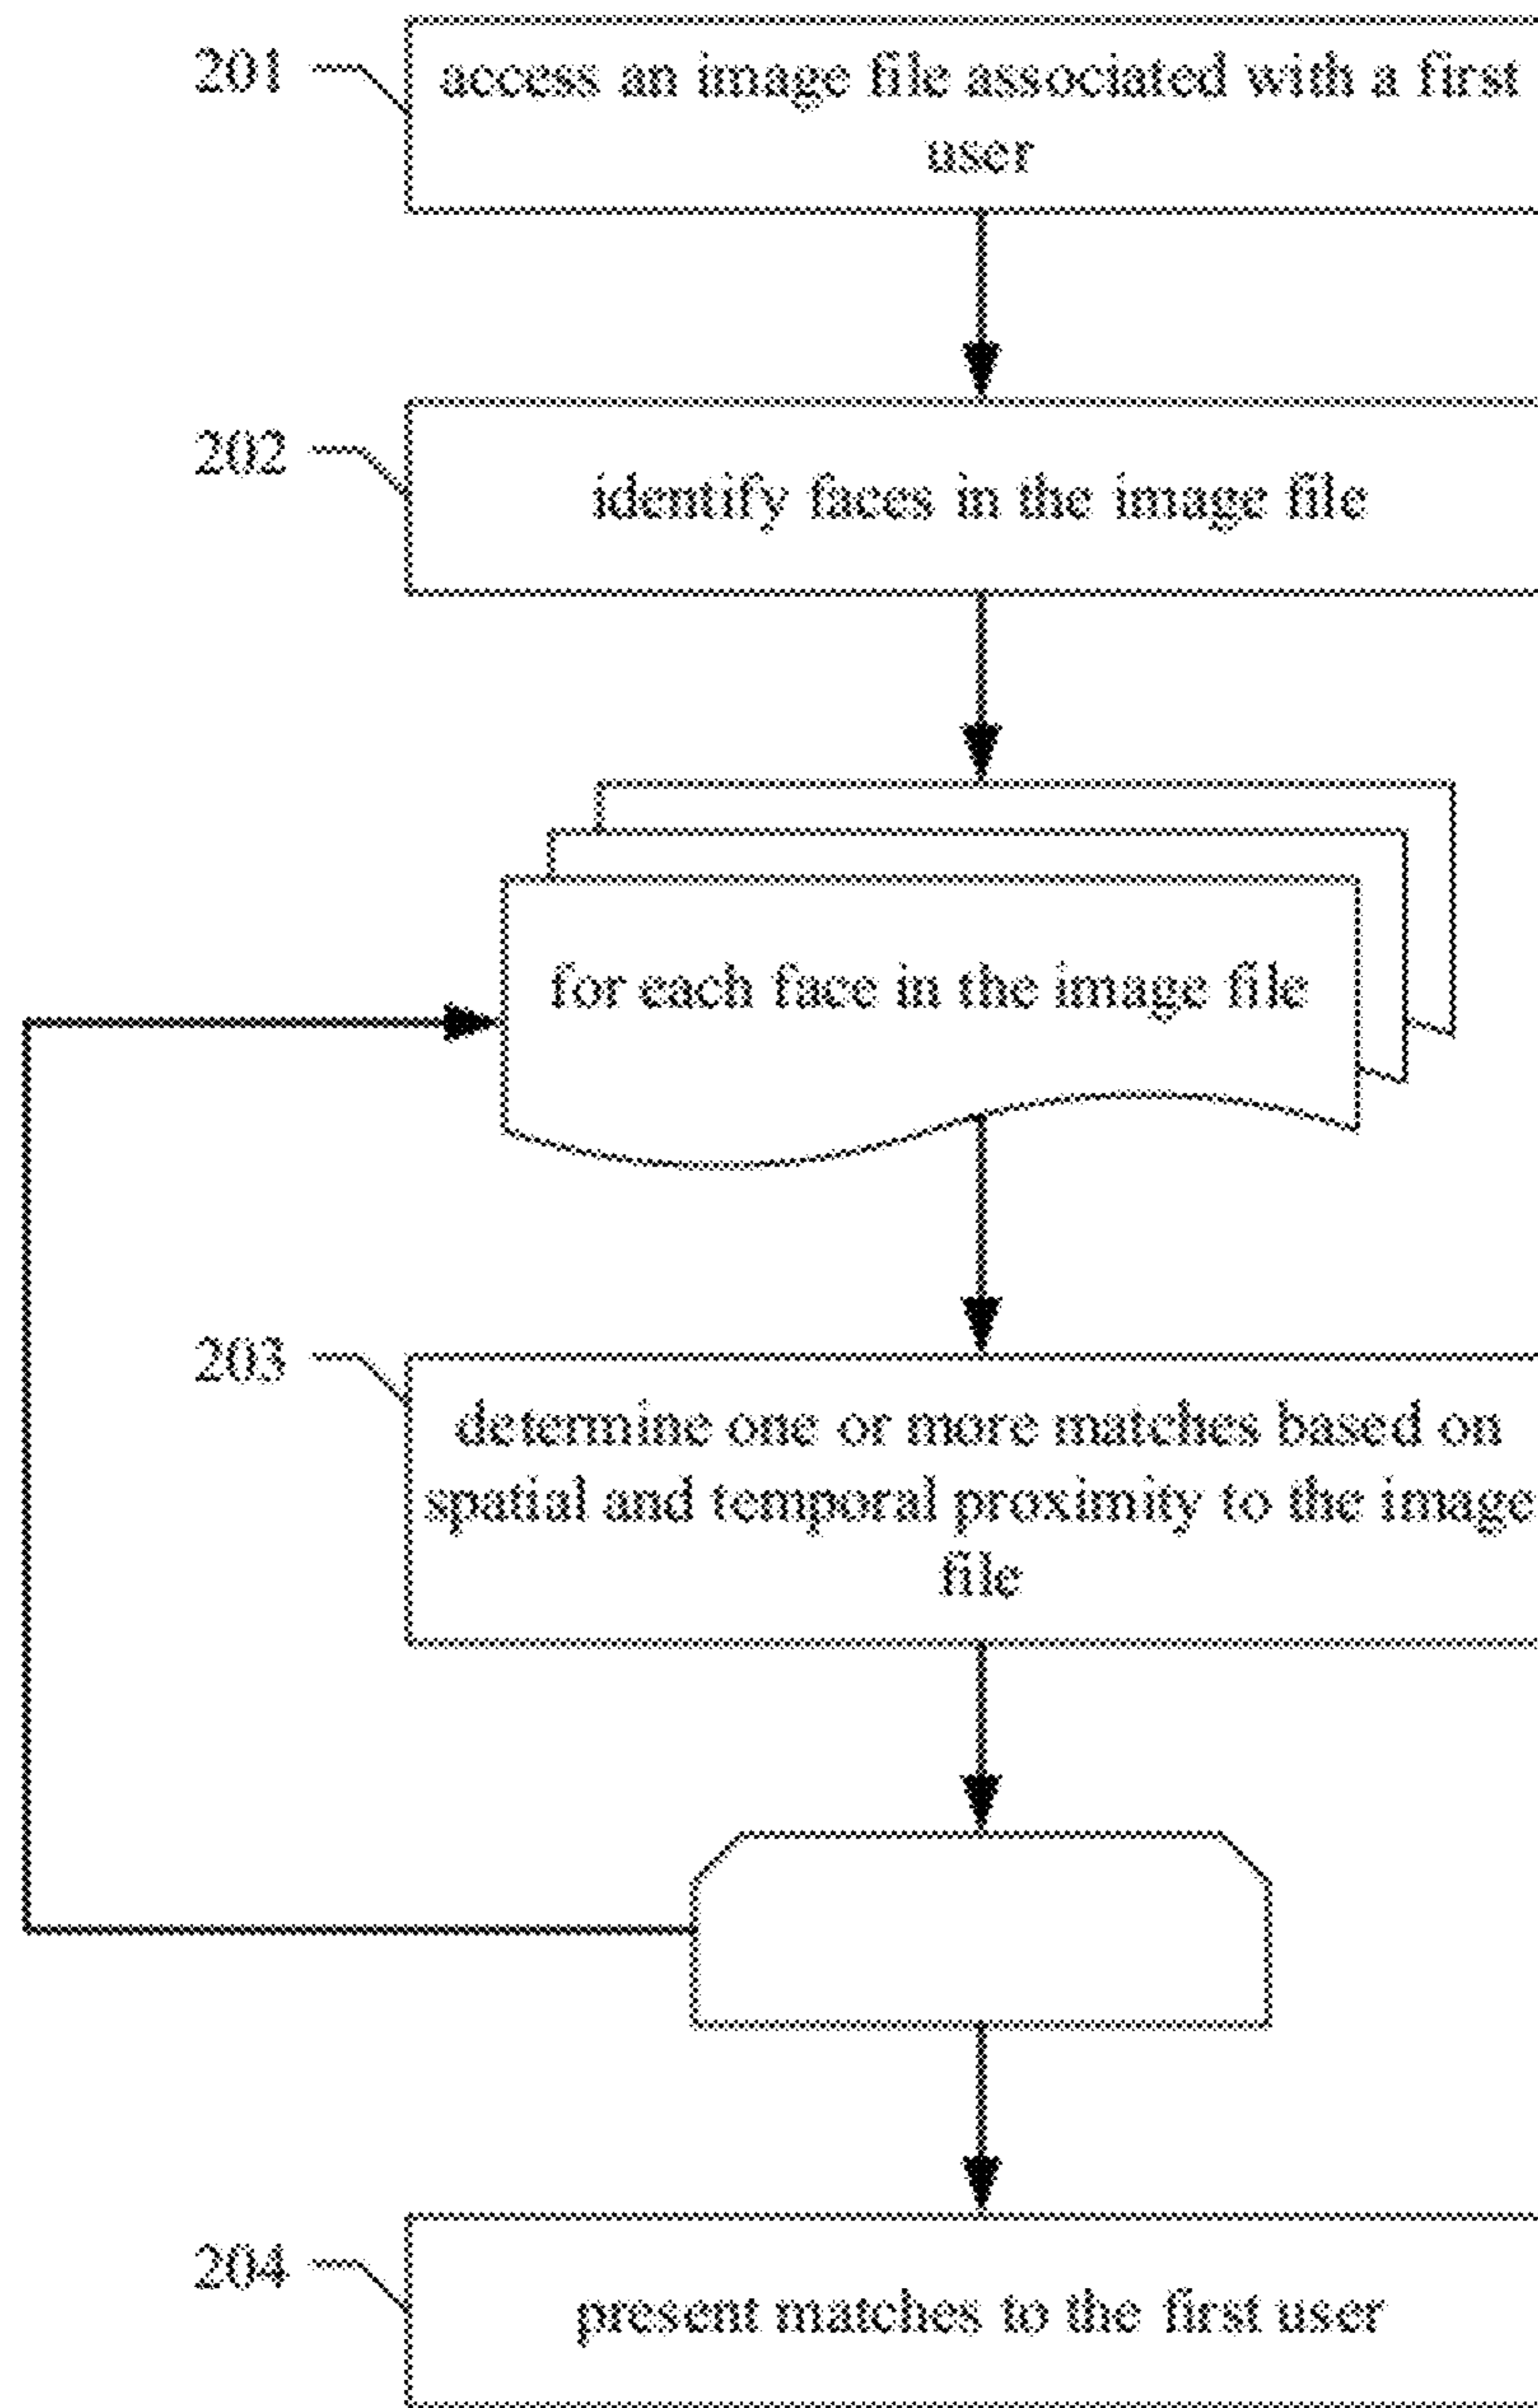 201
access an image file associated with a first
user
202
identify faces in the image file
for each face in the image file
203
determine one or more matches based on
spatial and temporal proximity to the image
file
204
present matches to the first user